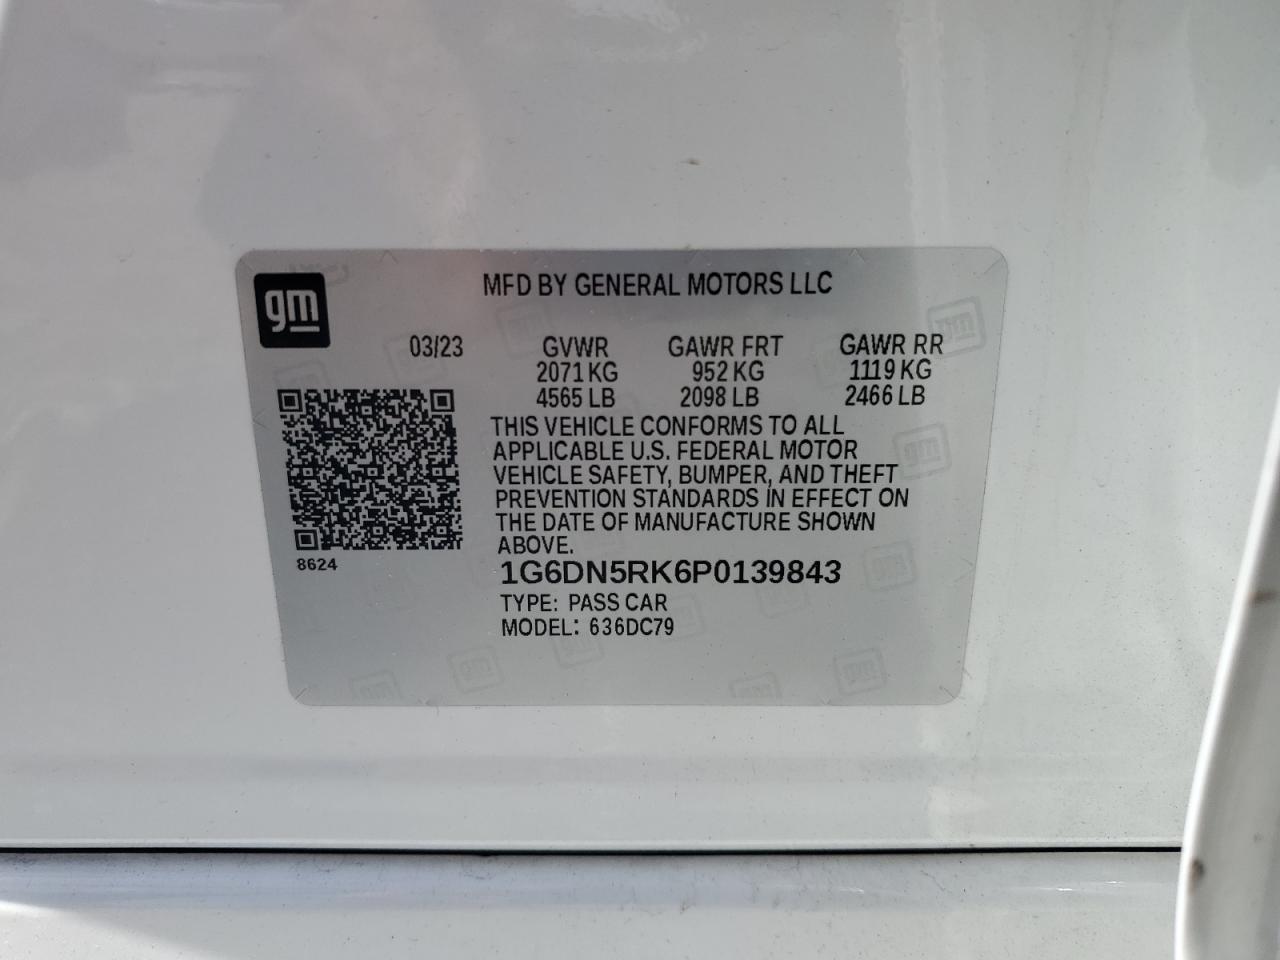 gm
MFD BY GENERAL MOTORS LLC
03/23 GVWR GAWR FRT GAWR RR
2071 KG 952 KG 1119 KG
4565 LB 2098 LB 2466 LB
THIS VEHICLE CONFORMS TO ALL
APPLICABLE U.S. FEDERAL MOTOR
VEHICLE SAFETY, BUMPER, AND THEFT
PREVENTION STANDARDS IN EFFECT ON
THE DATE OF MANUFACTURE SHOWN
ABOVE.
8624
1G6DN5RK6P0139843
TYPE: PASS CAR
MODEL: 636DC79